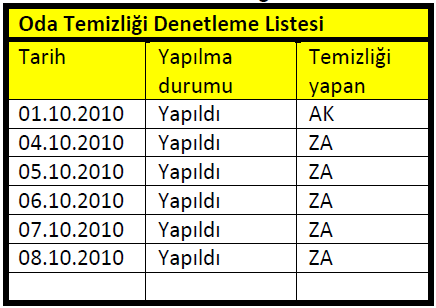 Oda Temizliği Denetleme Listesi
Tarih Yapılma durumu Temizliği yapan
01.10.2010 Yapıldı AK
04.10.2010 Yapıldı ZA
05.10.2010 Yapıldı ZA
06.10.2010 Yapıldı ZA
07.10.2010 Yapıldı ZA
08.10.2010 Yapıldı ZA